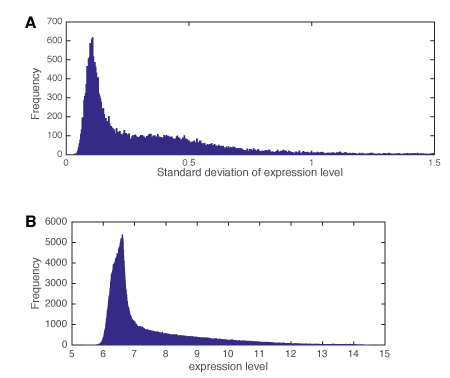 A
700
600
500
400
300
200
100
0
Frequency
0 0.5 1 1.5
Standard deviation of expression level
B
6000
5000
4000
3000
2000
1000
0
Frequency
5 6 7 8 9 10 11 12 13 14 15
expression level